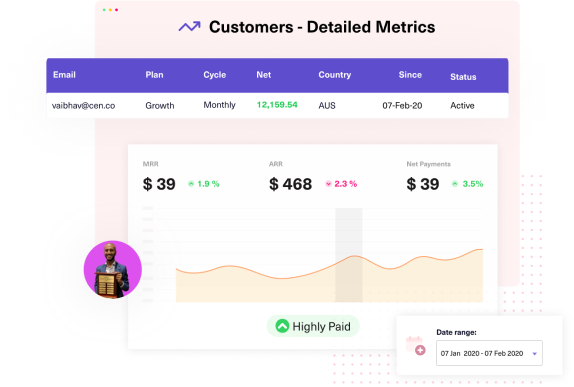 Customers - Detailed Metrics
Email Plan Cycle Net Country Since Status
vaibhav@cen.co Growth Monthly 12,159.54 AUS 07-Feb-20 Active
MRR ARR Net Payments
$ 39 1.9 % $ 468 2.3 % $ 39 3.5%
Highly Paid
Date range:
07 Jan 2020 - 07 Feb 2020